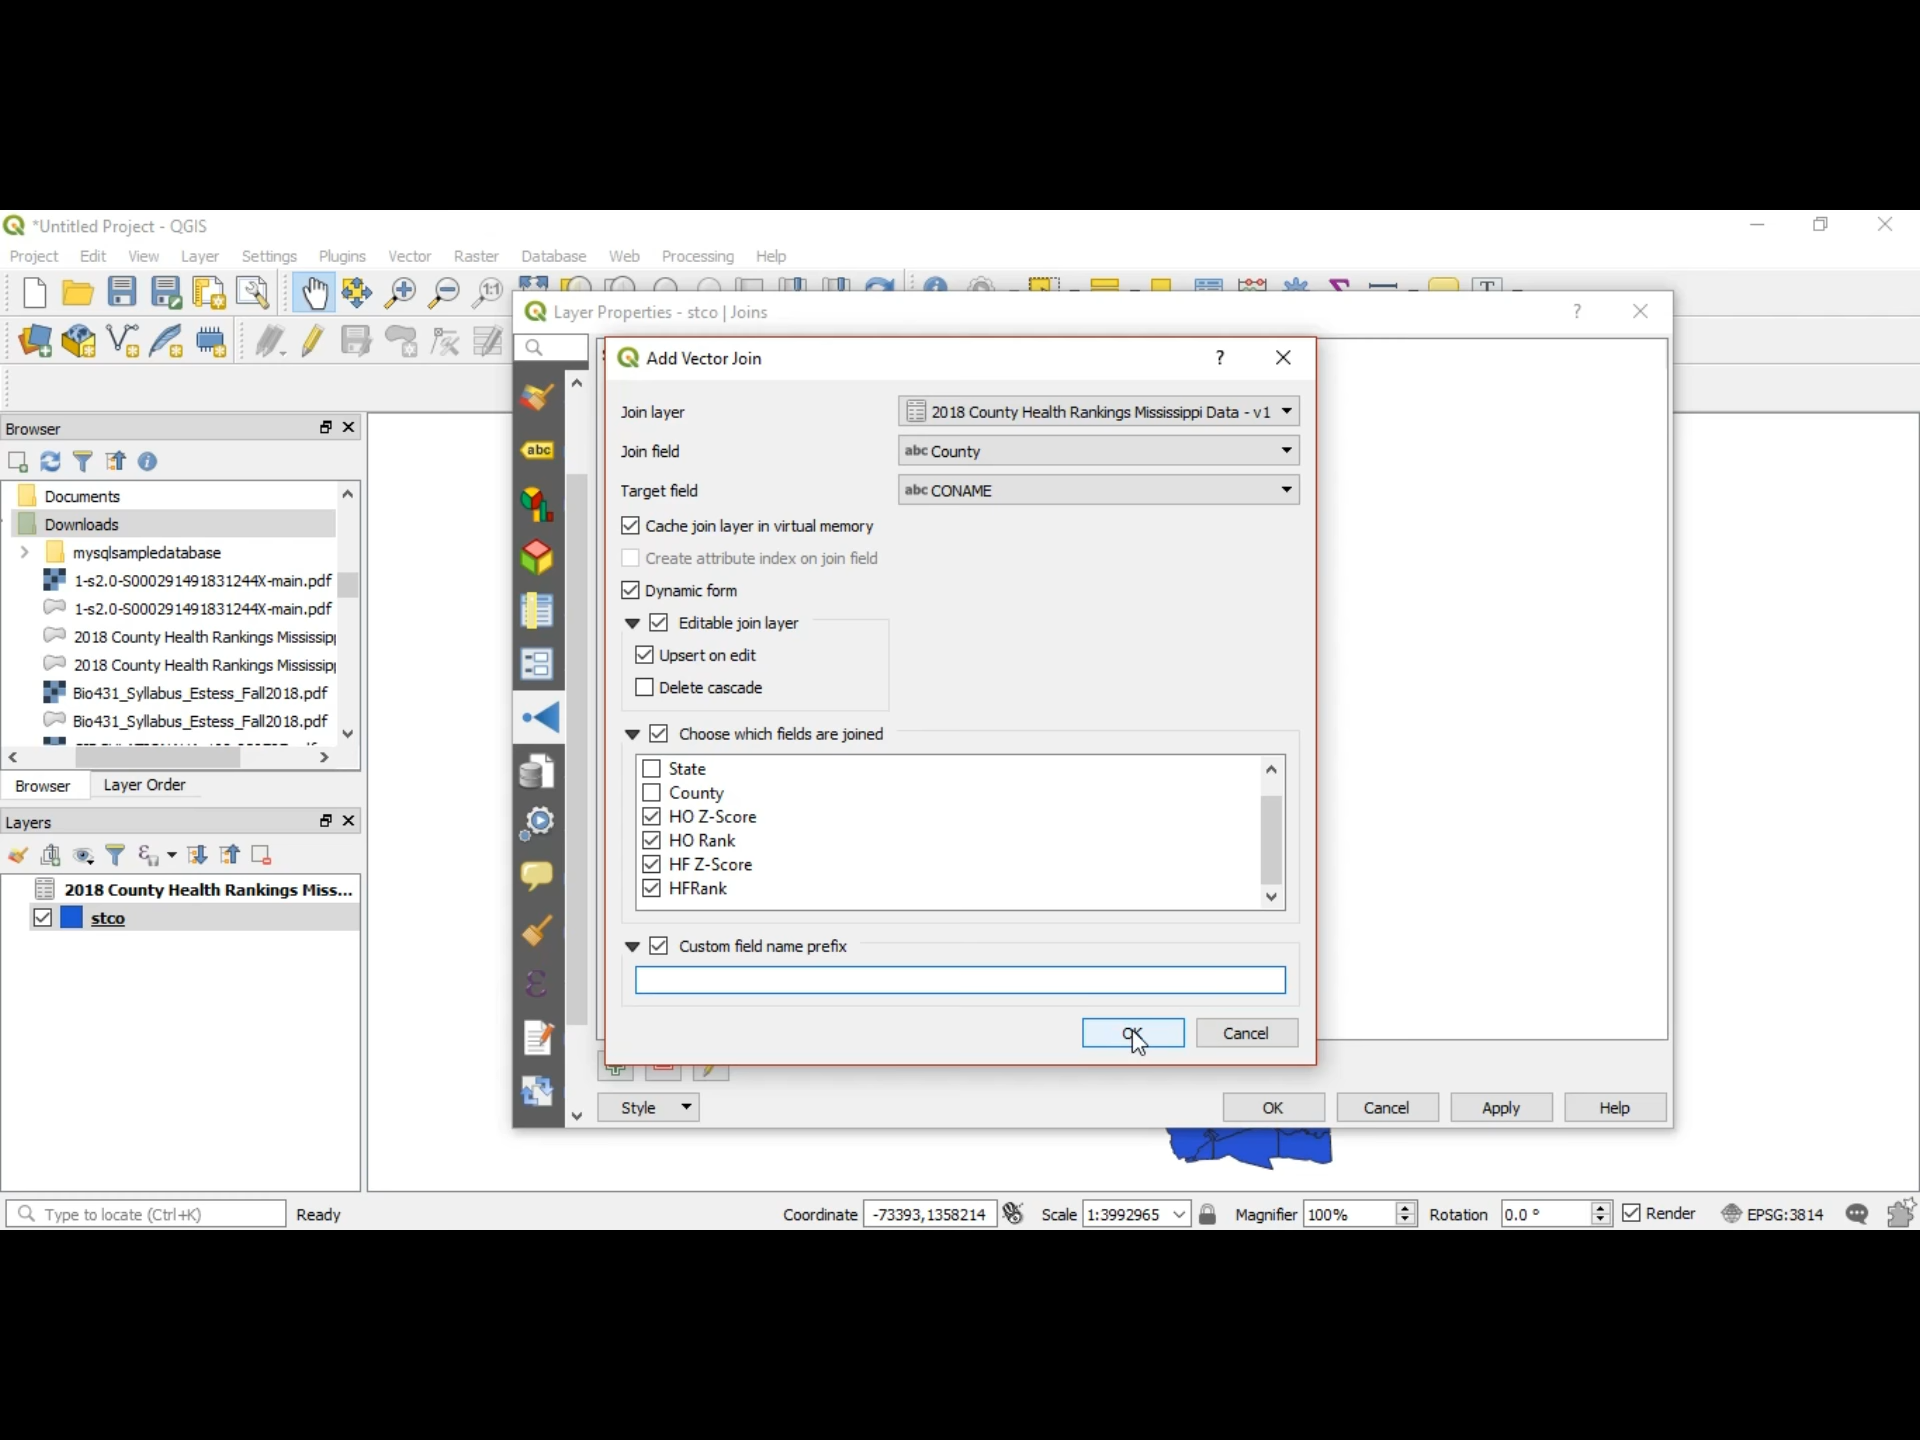 *Untitled Project - QGIS
Project Edit View Layer Settings Plugins Vector Raster Database Web Processing Help
Layer Properties - stco | Joins
Add Vector Join
Join layer 2018 County Health Rankings Mississippi Data - v1
Join field abc County
Target field abc CONAME
Cache join layer in virtual memory
Create attribute index on join field
Dynamic form
Editable join layer
Upsert on edit
Delete cascade
Choose which fields are joined
State
County
HO Z-Score
HO Rank
HF Z-Score
HFRank
Custom field name prefix
OK Cancel
Style OK Cancel Apply Help
abc
Browser
Documents
Downloads
mysqlsampledatabase
1-s2.0-S000291491831244X-main.pdf
1-s2.0-S000291491831244X-main.pdf
2018 County Health Rankings Mississip
2018 County Health Rankings Mississip
Bio431_Syllabus_Estess_Fall2018.pdf
Bio431_Syllabus_Estess_Fall2018.pdf
Browser Layer Order
Layers
2018 County Health Rankings Miss...
stco
Type to locate (Ctrl+K) Ready Coordinate -73393,1358214 Scale 1:3992965 Magnifier 100% Rotation 0.0 ° Render EPSG:3814